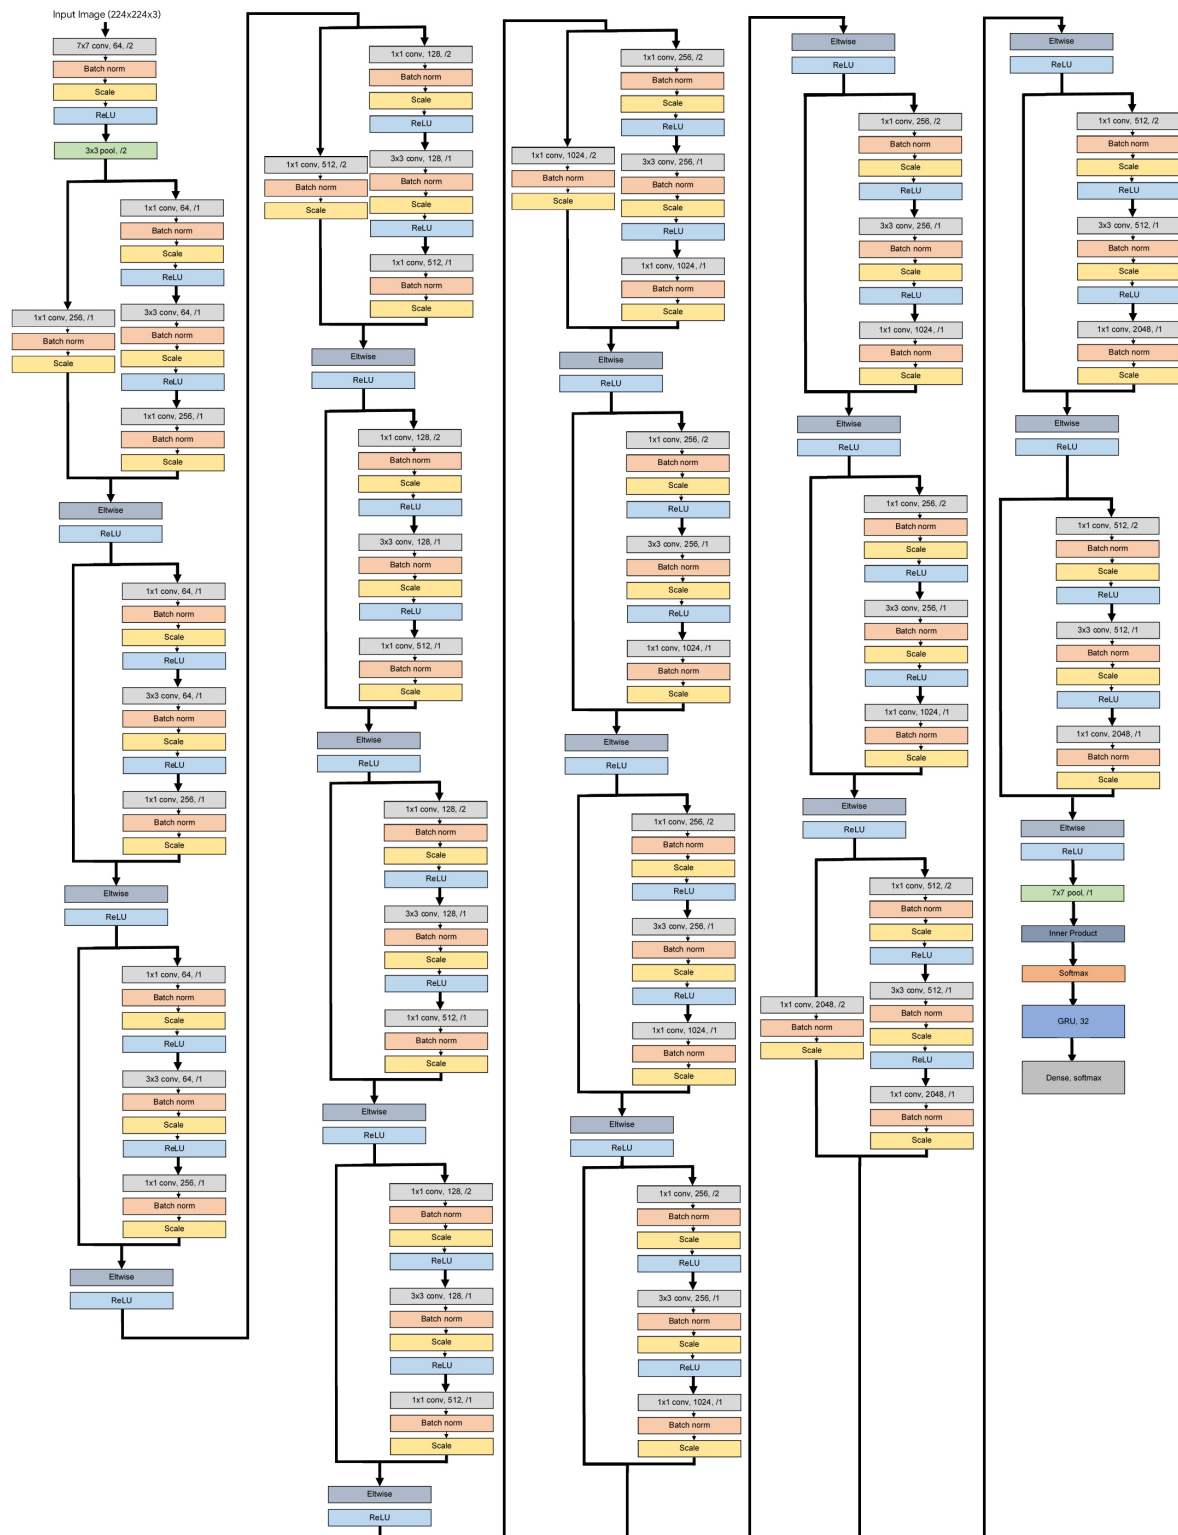 Input Image (224x224x3)
7x7 conv, 64, /2
Batch norm
Scale
ReLU
3x3 pool, /2
1x1 conv, 256, /1
Batch norm
Scale
1x1 conv, 64, /1
Batch norm
Scale
ReLU
3x3 conv, 64, /1
Batch norm
Scale
ReLU
1x1 conv, 256, /1
Batch norm
Scale
Eltwise
ReLU
1x1 conv, 64, /1
Batch norm
Scale
ReLU
3x3 conv, 64, /1
Batch norm
Scale
ReLU
1x1 conv, 256, /1
Batch norm
Scale
Eltwise
ReLU
1x1 conv, 64, /1
Batch norm
Scale
ReLU
3x3 conv, 64, /1
Batch norm
Scale
ReLU
1x1 conv, 256, /1
Batch norm
Scale
Eltwise
ReLU
1x1 conv, 512, /2
Batch norm
Scale
1x1 conv, 128, /2
Batch norm
Scale
ReLU
3x3 conv, 128, /1
Batch norm
Scale
ReLU
1x1 conv, 512, /1
Batch norm
Scale
Eltwise
ReLU
1x1 conv, 128, /2
Batch norm
Scale
ReLU
3x3 conv, 128, /1
Batch norm
Scale
ReLU
1x1 conv, 512, /1
Batch norm
Scale
Eltwise
ReLU
1x1 conv, 128, /2
Batch norm
Scale
ReLU
3x3 conv, 128, /1
Batch norm
Scale
ReLU
1x1 conv, 512, /1
Batch norm
Scale
Eltwise
ReLU
1x1 conv, 128, /2
Batch norm
Scale
ReLU
3x3 conv, 128, /1
Batch norm
Scale
ReLU
1x1 conv, 512, /1
Batch norm
Scale
Eltwise
ReLU
1x1 conv, 1024, /2
Batch norm
Scale
1x1 conv, 256, /2
Batch norm
Scale
ReLU
3x3 conv, 256, /1
Batch norm
Scale
ReLU
1x1 conv, 1024, /1
Batch norm
Scale
Eltwise
ReLU
1x1 conv, 256, /2
Batch norm
Scale
ReLU
3x3 conv, 256, /1
Batch norm
Scale
ReLU
1x1 conv, 1024, /1
Batch norm
Scale
Eltwise
ReLU
1x1 conv, 256, /2
Batch norm
Scale
ReLU
3x3 conv, 256, /1
Batch norm
Scale
ReLU
1x1 conv, 1024, /1
Batch norm
Scale
Eltwise
ReLU
1x1 conv, 256, /2
Batch norm
Scale
ReLU
3x3 conv, 256, /1
Batch norm
Scale
ReLU
1x1 conv, 1024, /1
Batch norm
Scale
Eltwise
ReLU
1x1 conv, 256, /2
Batch norm
Scale
ReLU
3x3 conv, 256, /1
Batch norm
Scale
ReLU
1x1 conv, 1024, /1
Batch norm
Scale
Eltwise
ReLU
1x1 conv, 256, /2
Batch norm
Scale
ReLU
3x3 conv, 256, /1
Batch norm
Scale
ReLU
1x1 conv, 1024, /1
Batch norm
Scale
Eltwise
ReLU
1x1 conv, 2048, /2
Batch norm
Scale
1x1 conv, 512, /2
Batch norm
Scale
ReLU
3x3 conv, 512, /1
Batch norm
Scale
ReLU
1x1 conv, 2048, /1
Batch norm
Scale
Eltwise
ReLU
1x1 conv, 512, /2
Batch norm
Scale
ReLU
3x3 conv, 512, /1
Batch norm
Scale
ReLU
1x1 conv, 2048, /1
Batch norm
Scale
Eltwise
ReLU
1x1 conv, 512, /2
Batch norm
Scale
ReLU
3x3 conv, 512, /1
Batch norm
Scale
ReLU
1x1 conv, 2048, /1
Batch norm
Scale
Eltwise
ReLU
7x7 pool, /1
Inner Product
Softmax
GRU, 32
Dense, softmax